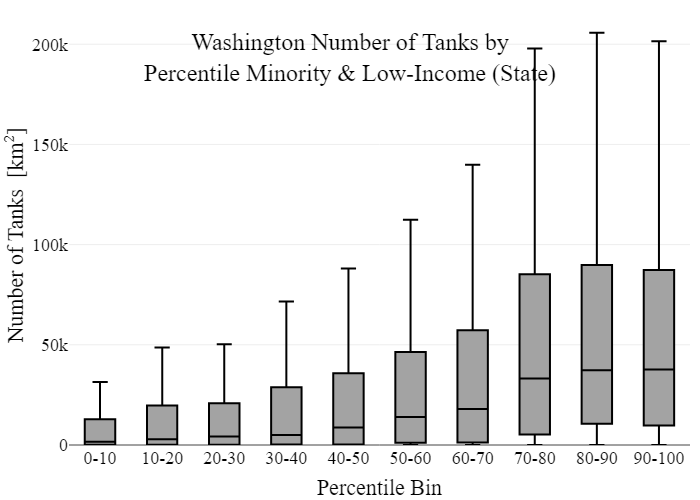 Washington Number of Tanks by
Percentile Minority & Low-Income (State)
Number of Tanks [km²]
200k
150k
100k
50k
0
0-10 10-20 20-30 30-40 40-50 50-60 60-70 70-80 80-90 90-100
Percentile Bin